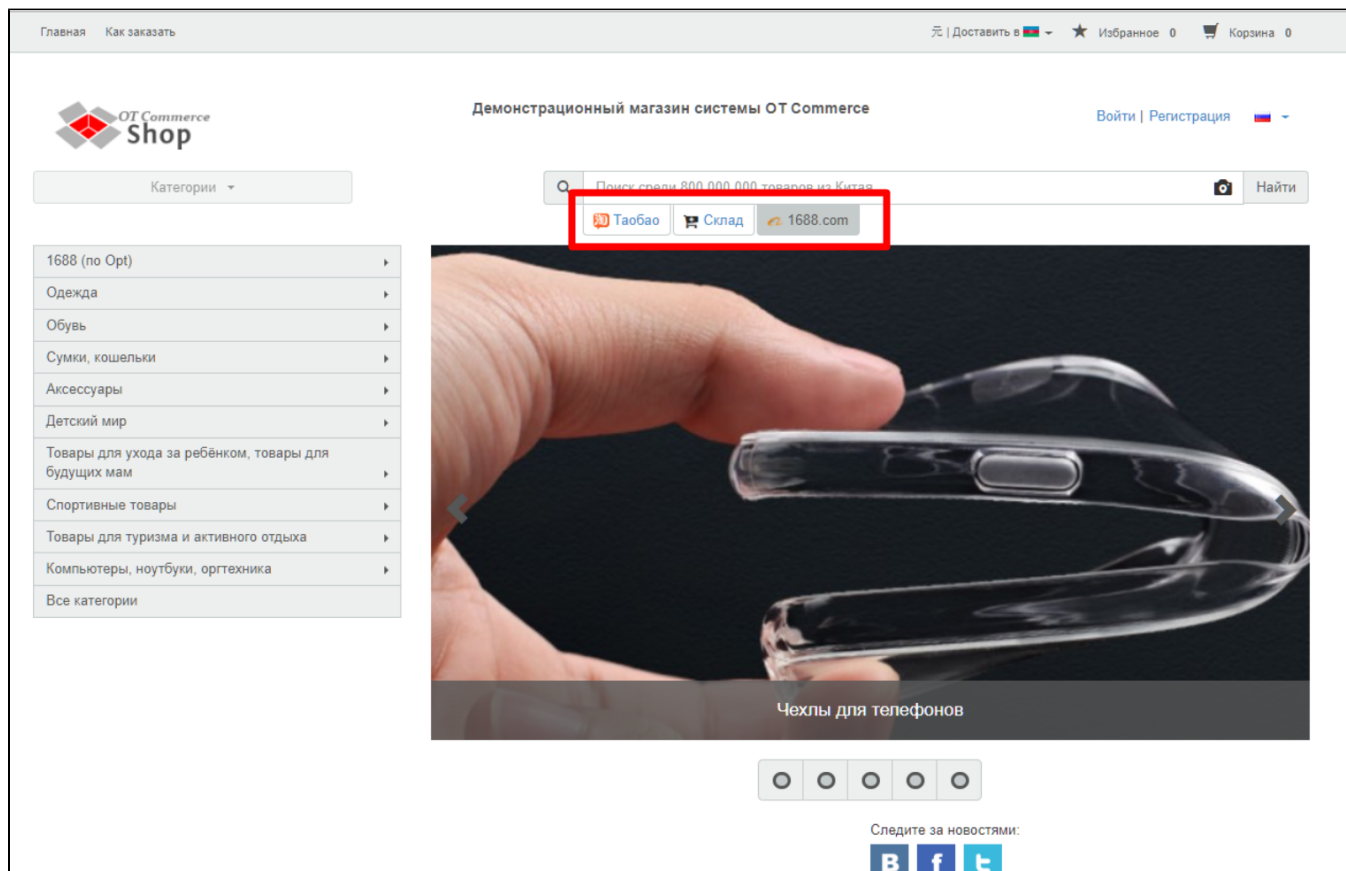 Главная Как заказать 元 | Доставить в Избранное 0 Корзина 0
OT Commerce
Shop
Демонстрационный магазин системы OT Commerce
Войти | Регистрация
Категории
Поиск среди 800 000 000 товаров из Китая
Найти
Таобао Склад 1688.com
1688 (по Opt)
Одежда
Обувь
Сумки, кошельки
Аксессуары
Детский мир
Товары для ухода за ребёнком, товары для
будущих мам
Спортивные товары
Товары для туризма и активного отдыха
Компьютеры, ноутбуки, оргтехника
Все категории
Чехлы для телефонов
Следите за новостями:
B f t